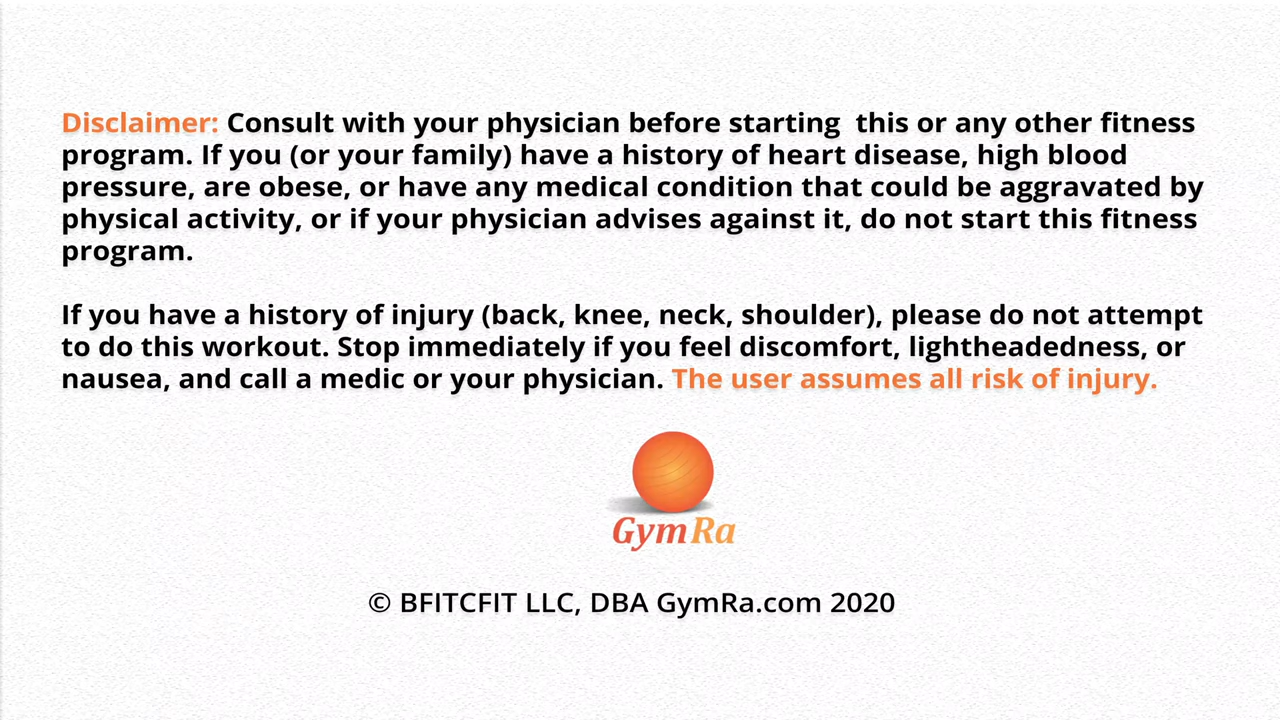 Disclaimer: Consult with your physician before starting  this or any other fitness
program. If you (or your family) have a history of heart disease, high blood
pressure, are obese, or have any medical condition that could be aggravated by
physical activity, or if your physician advises against it, do not start this fitness
program.
If you have a history of injury (back, knee, neck, shoulder), please do not attempt
to do this workout. Stop immediately if you feel discomfort, lightheadedness, or
nausea, and call a medic or your physician. The user assumes all risk of injury.
GymRa
© BFITCFIT LLC, DBA GymRa.com 2020